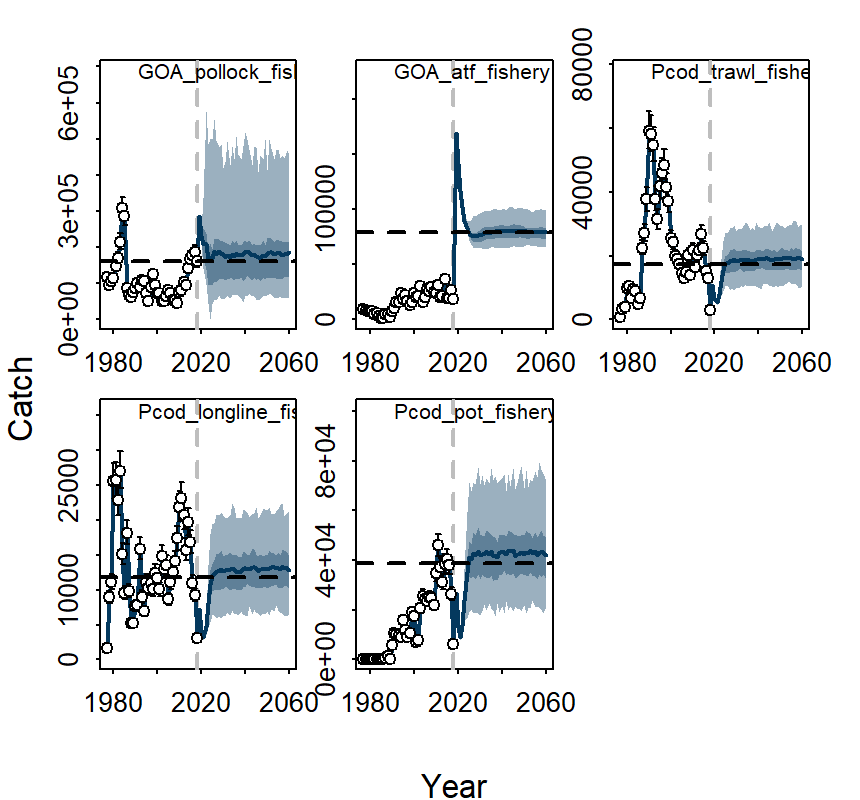 GOA_pollock_fish
GOA_atf_fishery
Pcod_trawl_fishe
0e+00
3e+05
6e+05
0
100000
0
40000
80000
1980
2020
2060
1980
2020
2060
1980
2020
2060
Catch
Pcod_longline_fis
Pcod_pot_fishery
0
10000
25000
0e+00
4e+04
8e+04
1980
2020
2060
1980
2020
2060
Year